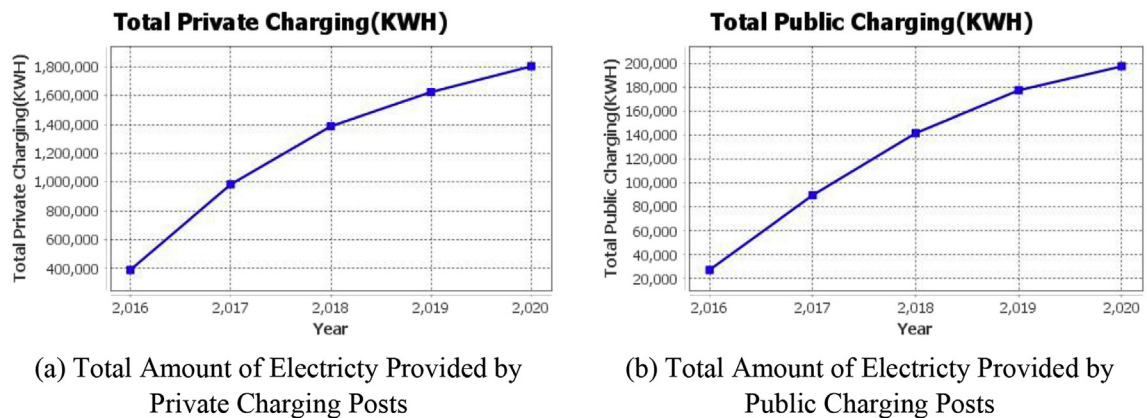 Total Private Charging(KWH)
Total Private Charging(KWH)
1,800,000
1,600,000
1,400,000
1,200,000
1,000,000
800,000
600,000
400,000
2,016 2,017 2,018 2,019 2,020
Year
(a) Total Amount of Electricty Provided by
Private Charging Posts
Total Public Charging(KWH)
Total Public Charging(KWH)
200,000
180,000
160,000
140,000
120,000
100,000
80,000
60,000
40,000
20,000
2,016 2,017 2,018 2,019 2,020
Year
(b) Total Amount of Electricty Provided by
Public Charging Posts